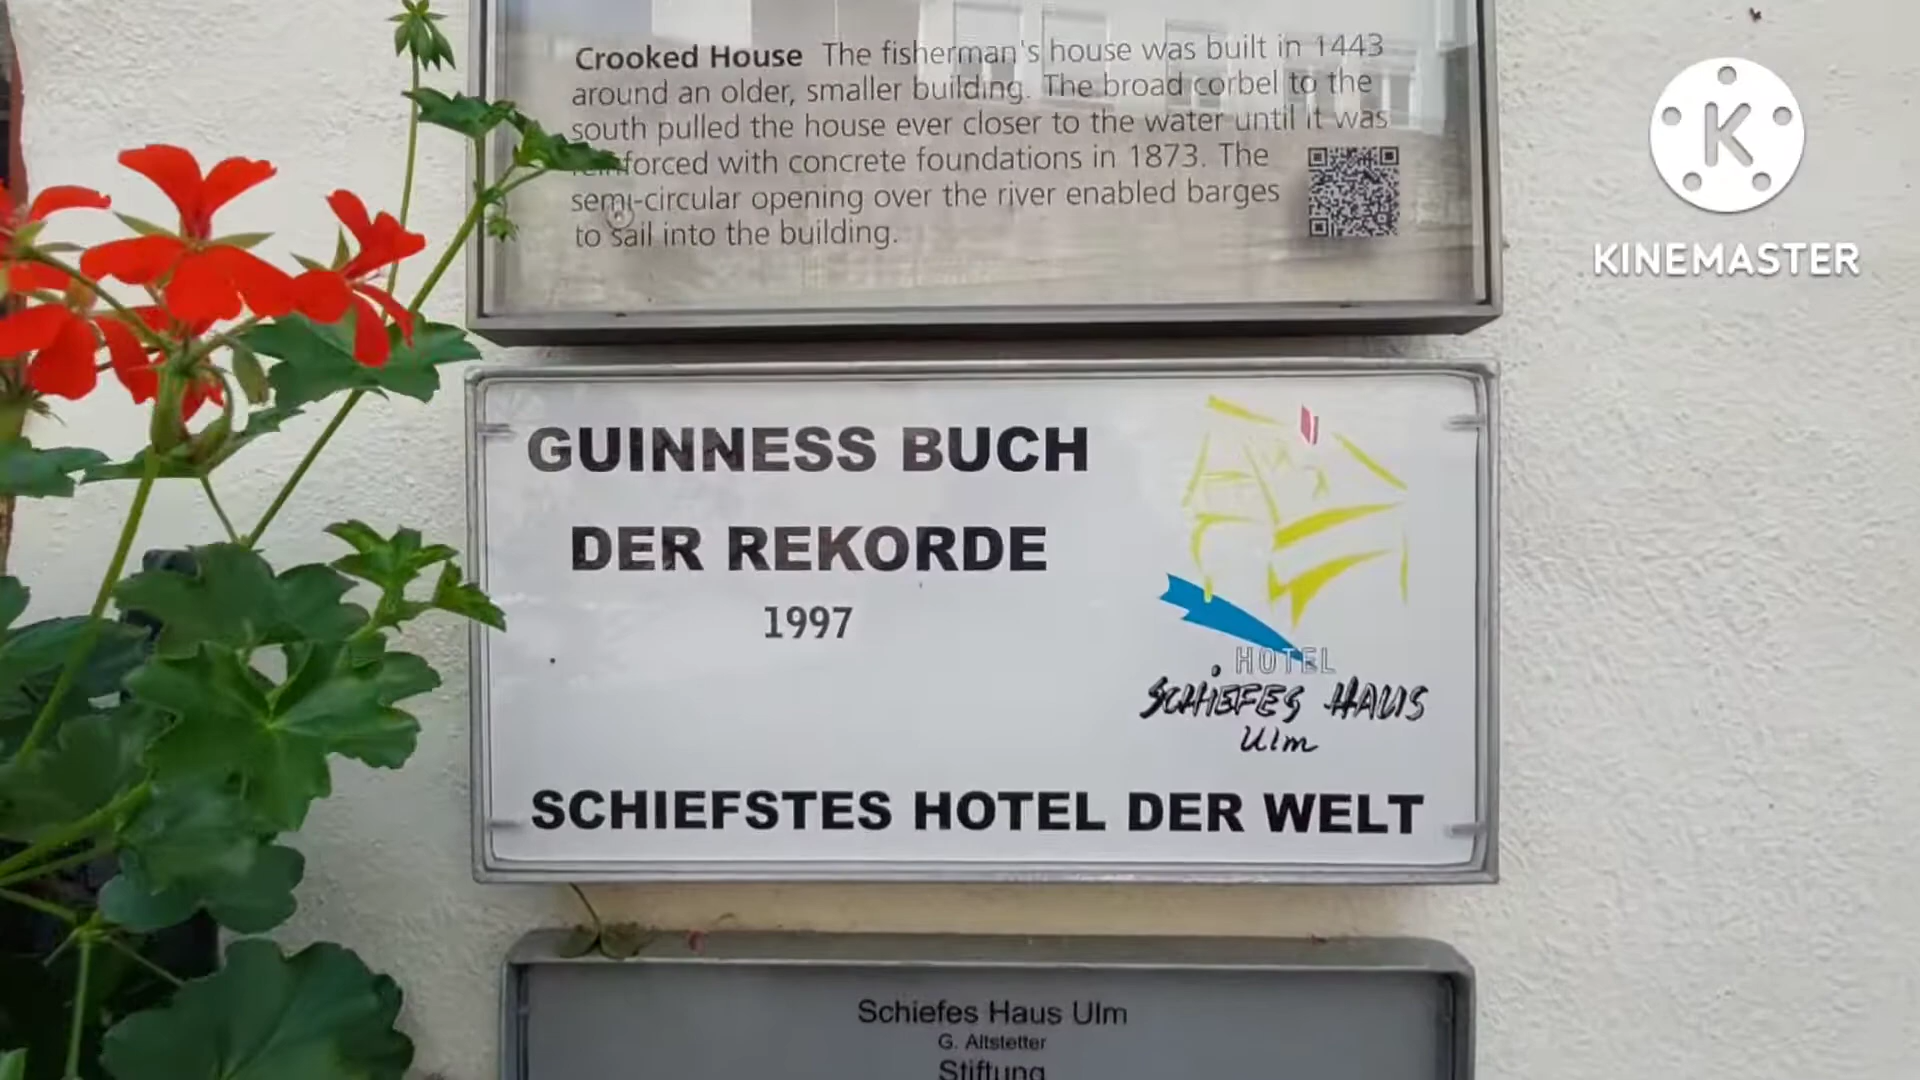 Crooked House The fisherman's house was built in 1443
around an older, smaller building. The broad corbel to the
south pulled the house ever closer to the water until it was
reinforced with concrete foundations in 1873. The
semi-circular opening over the river enabled barges
to sail into the building.
K
KINEMASTER
GUINNESS BUCH
DER REKORDE
1997
HOTEL
SCHIEFES HAUS
Ulm
SCHIEFSTES HOTEL DER WELT
Schiefes Haus Ulm
G. Altstetter
Stiftung